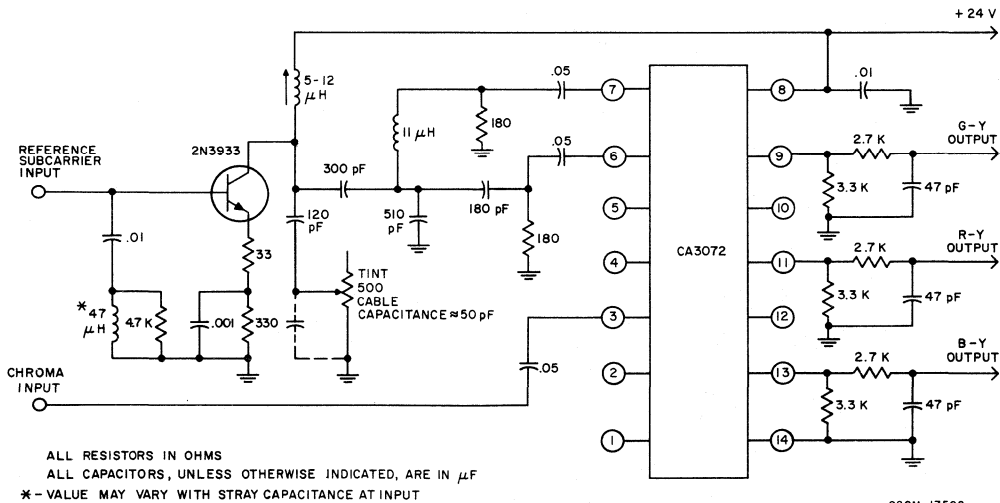 + 24 V
5-12
μH
.05
7
8
.01
11 μH
180
G-Y
OUTPUT
REFERENCE
SUBCARRIER
INPUT
2N3933
.05
6
9
2.7 K
300 pF
3.3 K
47 pF
5
10
120
pF
510
pF
180 pF
180
R-Y
OUTPUT
.01
33
CA3072
4
11
2.7 K
TINT
500
CABLE
CAPACITANCE≈50 pF
3.3 K
47 pF
* 47
μH
4.7 K
.001
330
3
12
B-Y
OUTPUT
CHROMA
INPUT
.05
2
13
2.7 K
3.3 K
47 pF
1
14
ALL RESISTORS IN OHMS
ALL CAPACITORS, UNLESS OTHERWISE INDICATED, ARE IN μF
*- VALUE MAY VARY WITH STRAY CAPACITANCE AT INPUT